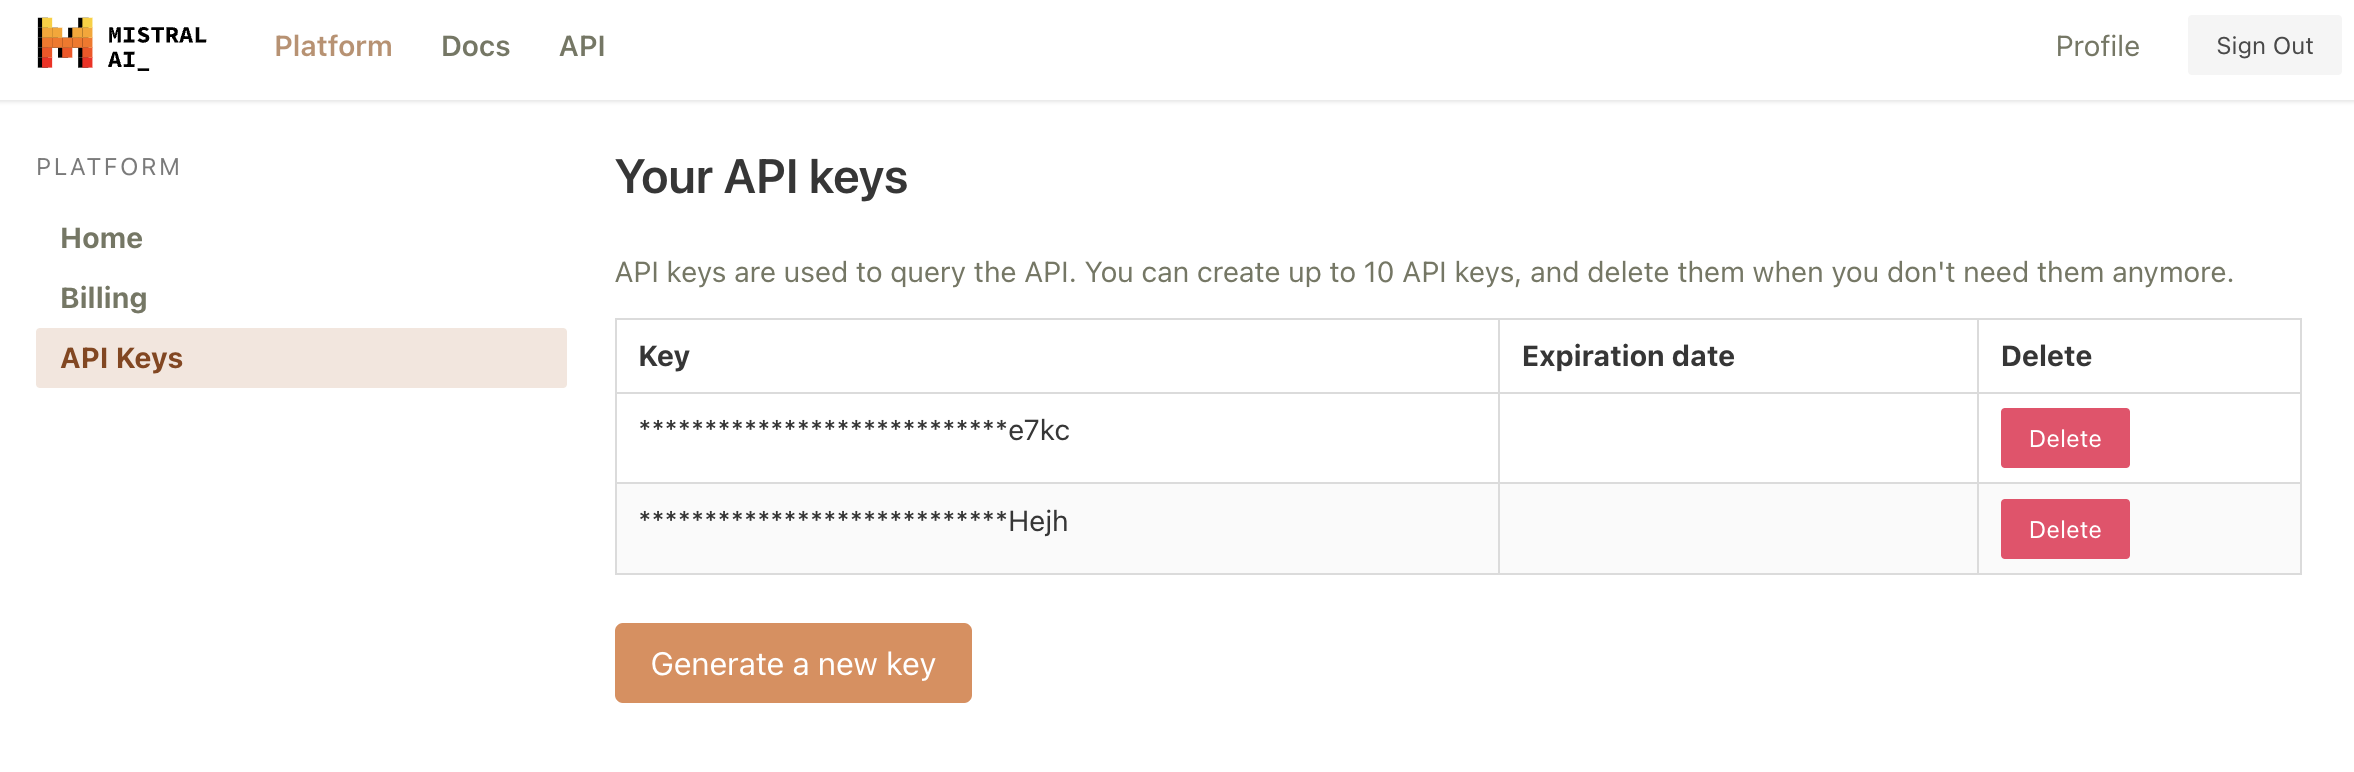 MISTRAL
AI_
Platform
Docs
API
Profile
Sign Out
PLATFORM
Home
Billing
API Keys
Your API keys
API keys are used to query the API. You can create up to 10 API keys, and delete them when you don't need them anymore.
Key
Expiration date
Delete
****************************e7kc
Delete
****************************Hejh
Delete
Generate a new key